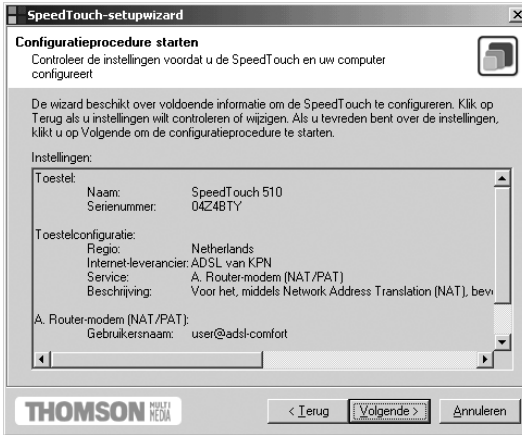 SpeedTouch-setupwizard
Configuratieprocedure starten
Controleer de instellingen voordat u de SpeedTouch en uw computer
configureert
De wizard beschikt over voldoende informatie om de SpeedTouch te configureren. Klik op
Terug als u instellingen wilt controleren of wijzigen. Als u tevreden bent over de instellingen,
klikt u op Volgende om de configuratieprocedure te starten.
Instellingen:
Toestel:
Naam: SpeedTouch 510
Serienummer: 04Z4BTY
Toestelconfiguratie:
Regio: Netherlands
Internet-leverancier: ADSL van KPN
Service: A. Router-modem (NAT/PAT)
Beschrijving: Voor het, middels Network Address Translation (NAT), bev
A. Router-modem (NAT/PAT):
Gebruikersnaam: user@adsl-comfort
THOMSON MULTI MEDIA
< Terug Volgende > Annuleren